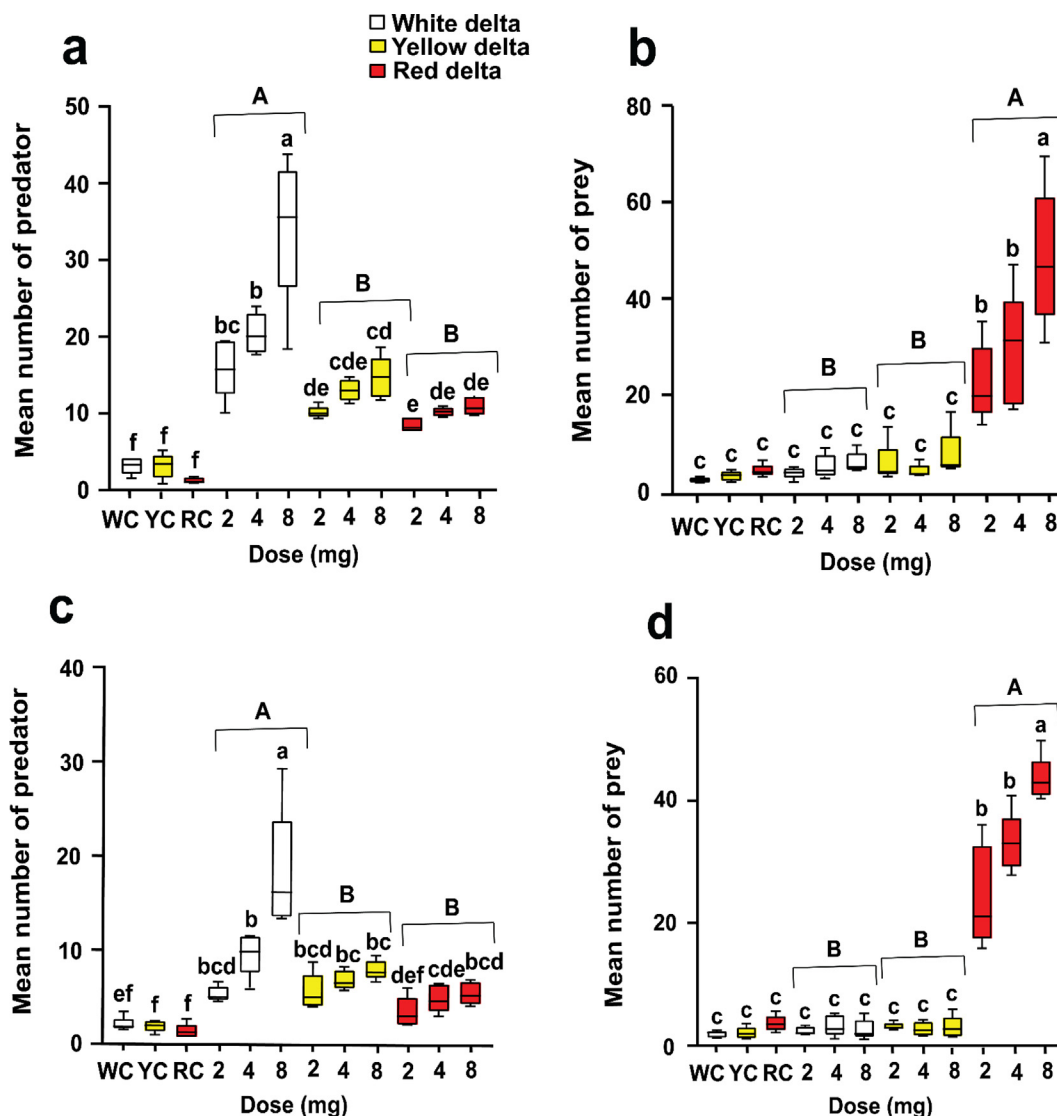 White delta
Yellow delta
Red delta
a
Mean number of predator
50
40
30
20
10
0
A
B
B
f f f bc b a de cde cd e de de
WC YC RC 2 4 8 2 4 8 2 4 8
Dose (mg)
b
Mean number of prey
80
60
40
20
0
A
B
B
c c c c c c c c c b b a
WC YC RC 2 4 8 2 4 8 2 4 8
Dose (mg)
c
Mean number of predator
40
30
20
10
0
A
B
B
ef f f bcd b a bcd bc bc def cde bcd
WC YC RC 2 4 8 2 4 8 2 4 8
Dose (mg)
d
Mean number of prey
60
40
20
0
A
B
B
c c c c c c c c c b b a
WC YC RC 2 4 8 2 4 8 2 4 8
Dose (mg)